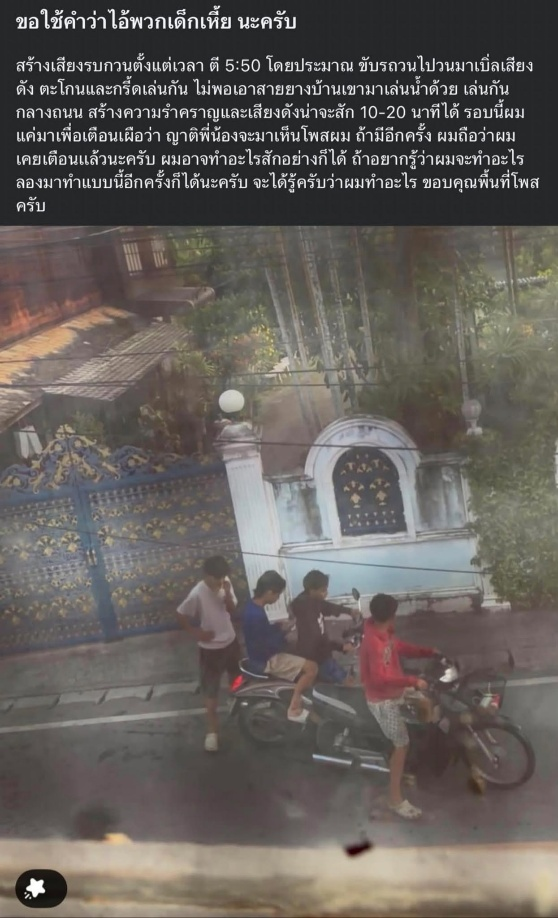 ขอใช้คำว่าไอ้พวกเด็กเหี้ย นะครับ
สร้างเสียงรบกวนตั้งแต่เวลา ตี 5:50 โดยประมาณ ขับรถวนไปวนมาเบิ่ลเสียง
ดัง ตะโกนและกรี้ดเล่นกัน ไม่พอเอาสายยางบ้านเขามาเล่นน้ำด้วย เล่นกัน
กลางถนน สร้างความรำคราญและเสียงดังน่าจะสัก 10-20 นาทีได้ รอบนี้ผม
แค่มาเพื่อเตือนเผื่อว่า ญาติพี่น้องจะมาเห็นโพสผม ถ้ามีอีกครั้ง ผมถือว่าผม
เคยเตือนแล้วนะครับ ผมอาจทำอะไรสักอย่างก็ได้ ถ้าอยากรู้ว่าผมจะทำอะไร
ลองมาทำแบบนี้อีกครั้งก็ได้นะครับ จะได้รู้ครับว่าผมทำอะไร ขอบคุณพื้นที่โพส
ครับ